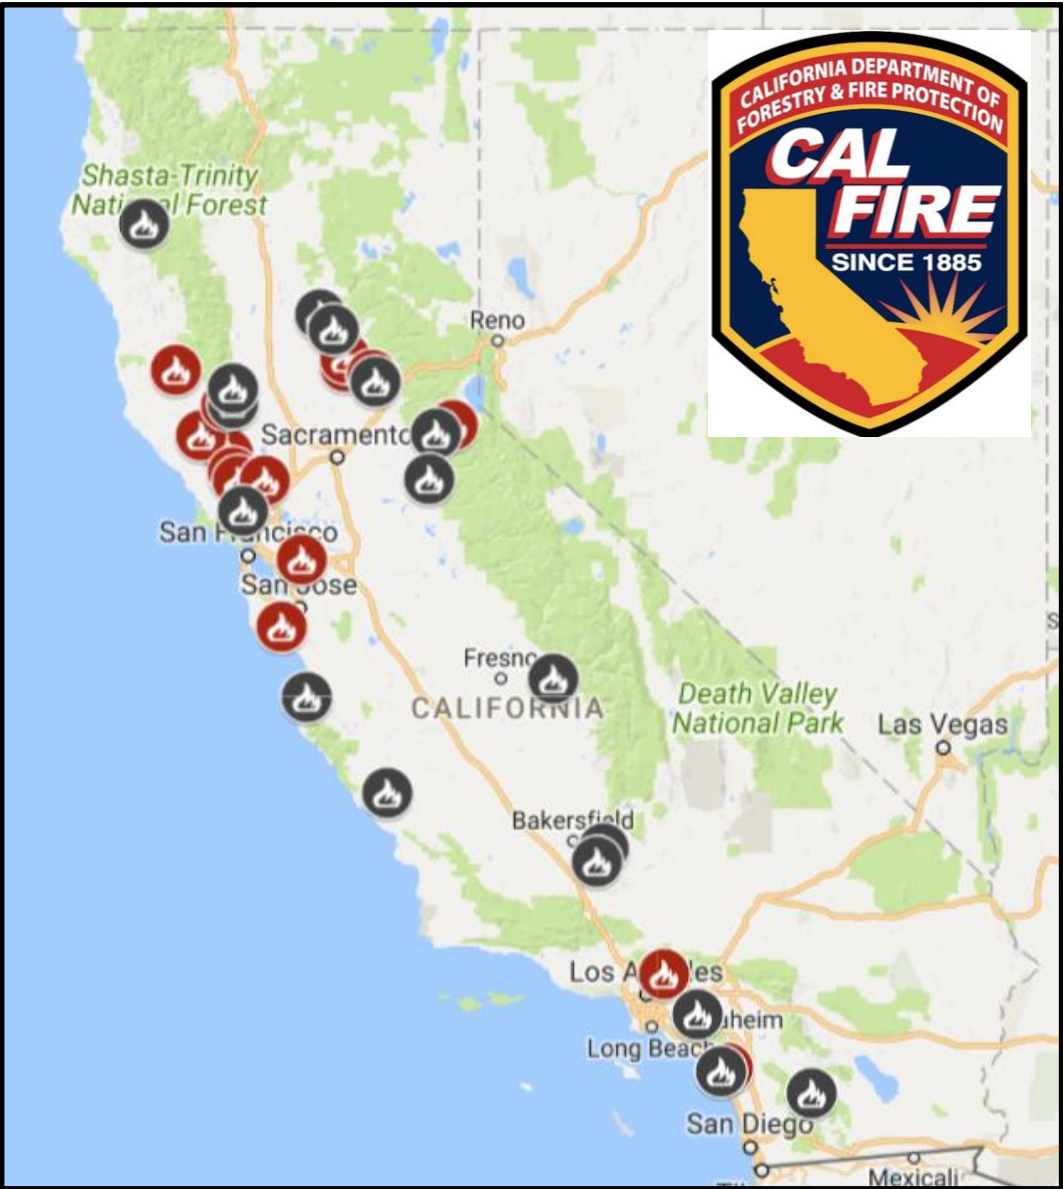 CALIFORNIA DEPARTMENT OF
FORESTRY & FIRE PROTECTION
CAL
FIRE
SINCE 1885
Shasta-Trinity
National Forest
Reno
Sacramento
San Francisco
San Jose
Fresno
CALIFORNIA
Death Valley
National Park
Las Vegas
Bakersfield
Los Angeles
Anaheim
Long Beach
San Diego
Mexicali